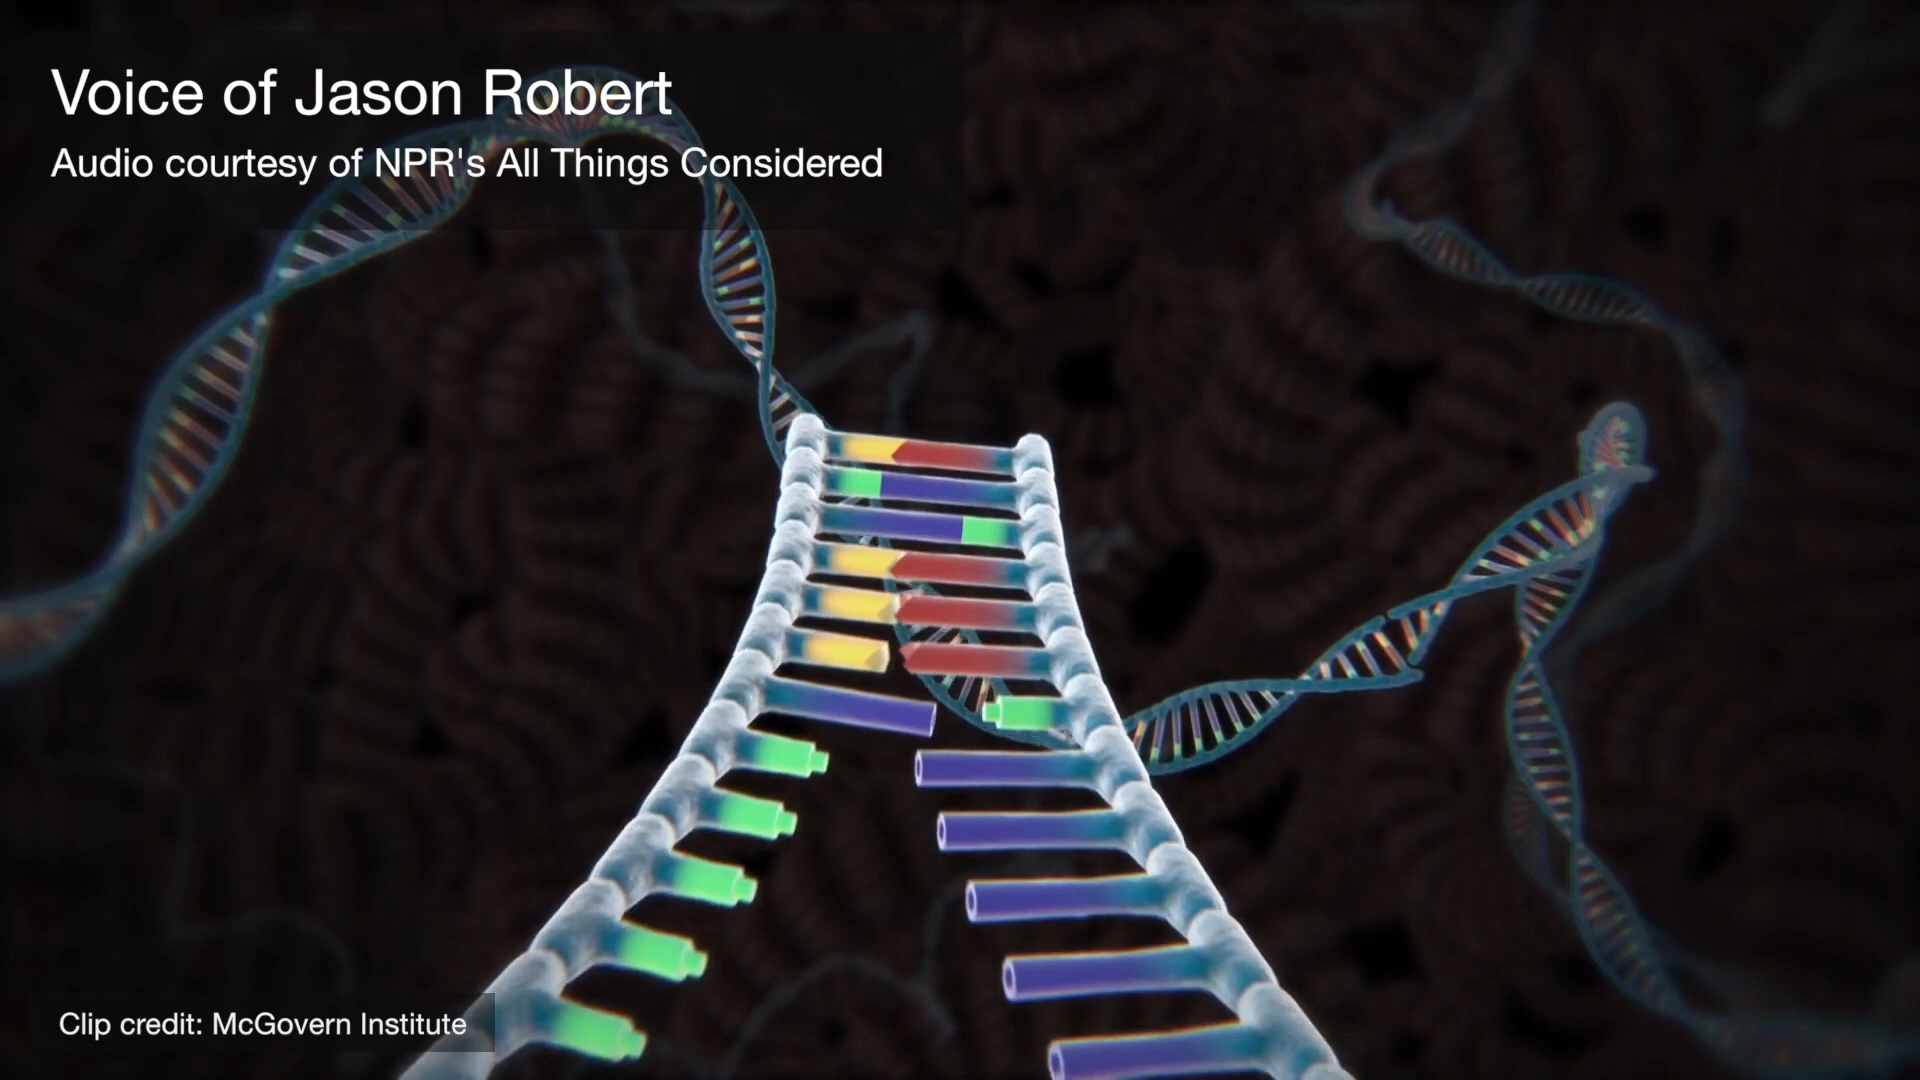 Voice of Jason Robert
Audio courtesy of NPR's All Things Considered
Clip credit: McGovern Institute